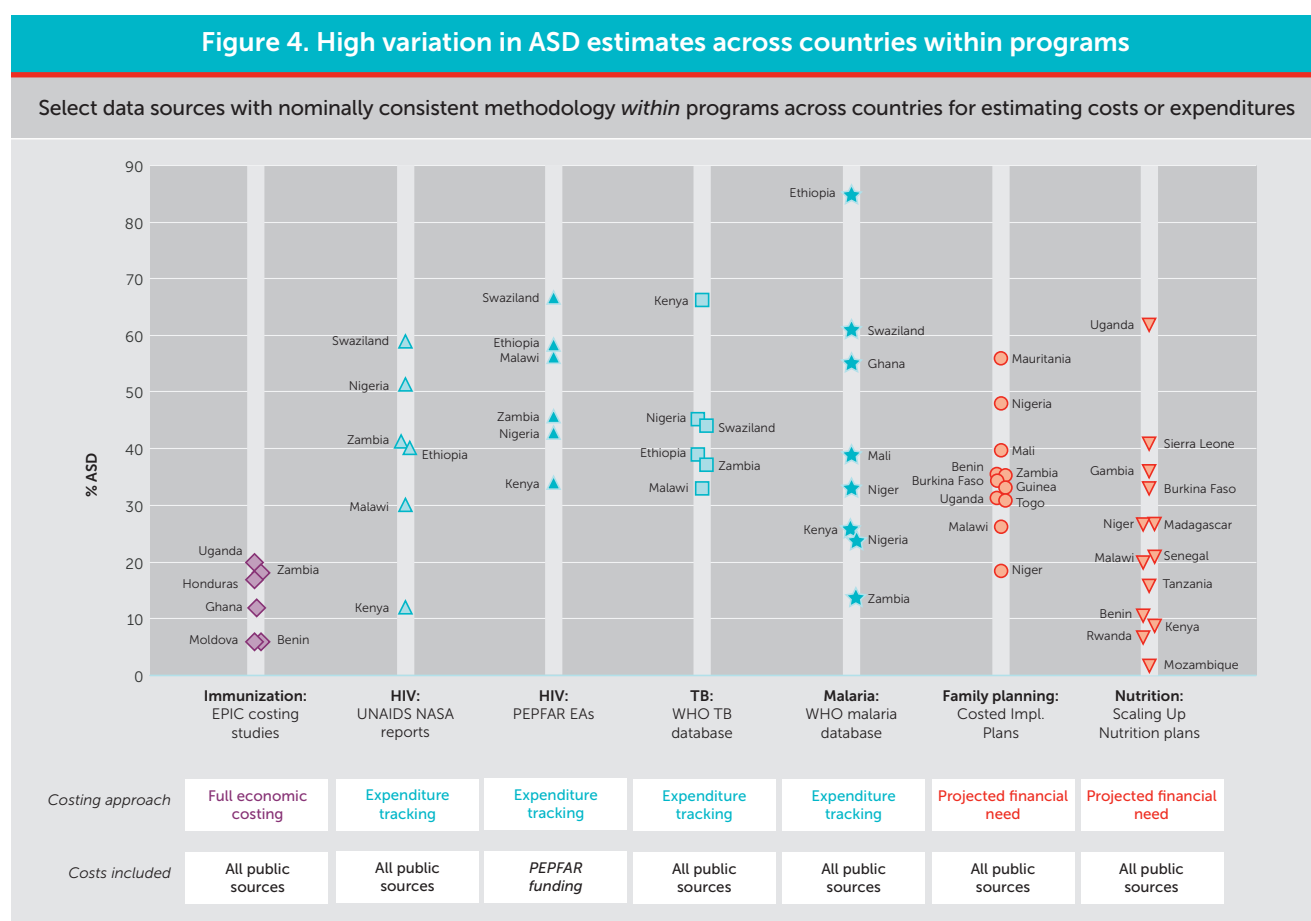 Figure 4. High variation in ASD estimates across countries within programs
Select data sources with nominally consistent methodology within programs across countries for estimating costs or expenditures
% ASD
90
80
70
60
50
40
30
20
10
0
Uganda
Zambia
Honduras
Ghana
Moldova
Benin
Swaziland
Nigeria
Zambia
Ethiopia
Malawi
Kenya
Swaziland
Ethiopia
Malawi
Zambia
Nigeria
Kenya
Kenya
Nigeria
Swaziland
Ethiopia
Zambia
Malawi
Ethiopia
Swaziland
Ghana
Mali
Niger
Kenya
Nigeria
Zambia
Mauritania
Nigeria
Mali
Benin
Zambia
Burkina Faso
Guinea
Uganda
Togo
Malawi
Niger
Uganda
Sierra Leone
Gambia
Burkina Faso
Niger
Madagascar
Malawi
Senegal
Tanzania
Benin
Kenya
Rwanda
Mozambique
Immunization:
EPIC costing
studies
HIV:
UNAIDS NASA
reports
HIV:
PEPFAR EAs
TB:
WHO TB
database
Malaria:
WHO malaria
database
Family planning:
Costed Impl.
Plans
Nutrition:
Scaling Up
Nutrition plans
Costing approach
Full economic
costing
Expenditure
tracking
Expenditure
tracking
Expenditure
tracking
Expenditure
tracking
Projected financial
need
Projected financial
need
Costs included
All public
sources
All public
sources
PEPFAR
funding
All public
sources
All public
sources
All public
sources
All public
sources